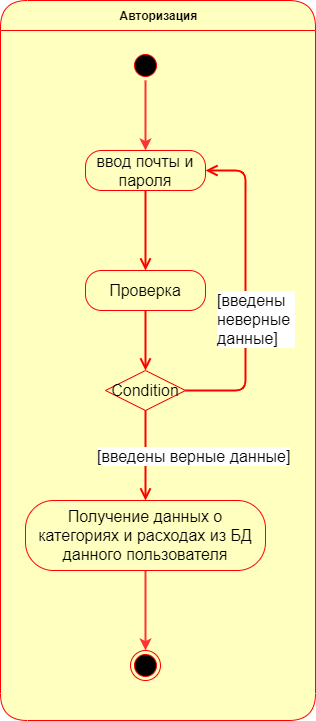 Авторизация
ввод почты и
пароля
Проверка
[введены
неверные
данные]
Condition
[введены верные данные]
Получение данных о
категориях и расходах из БД
данного пользователя